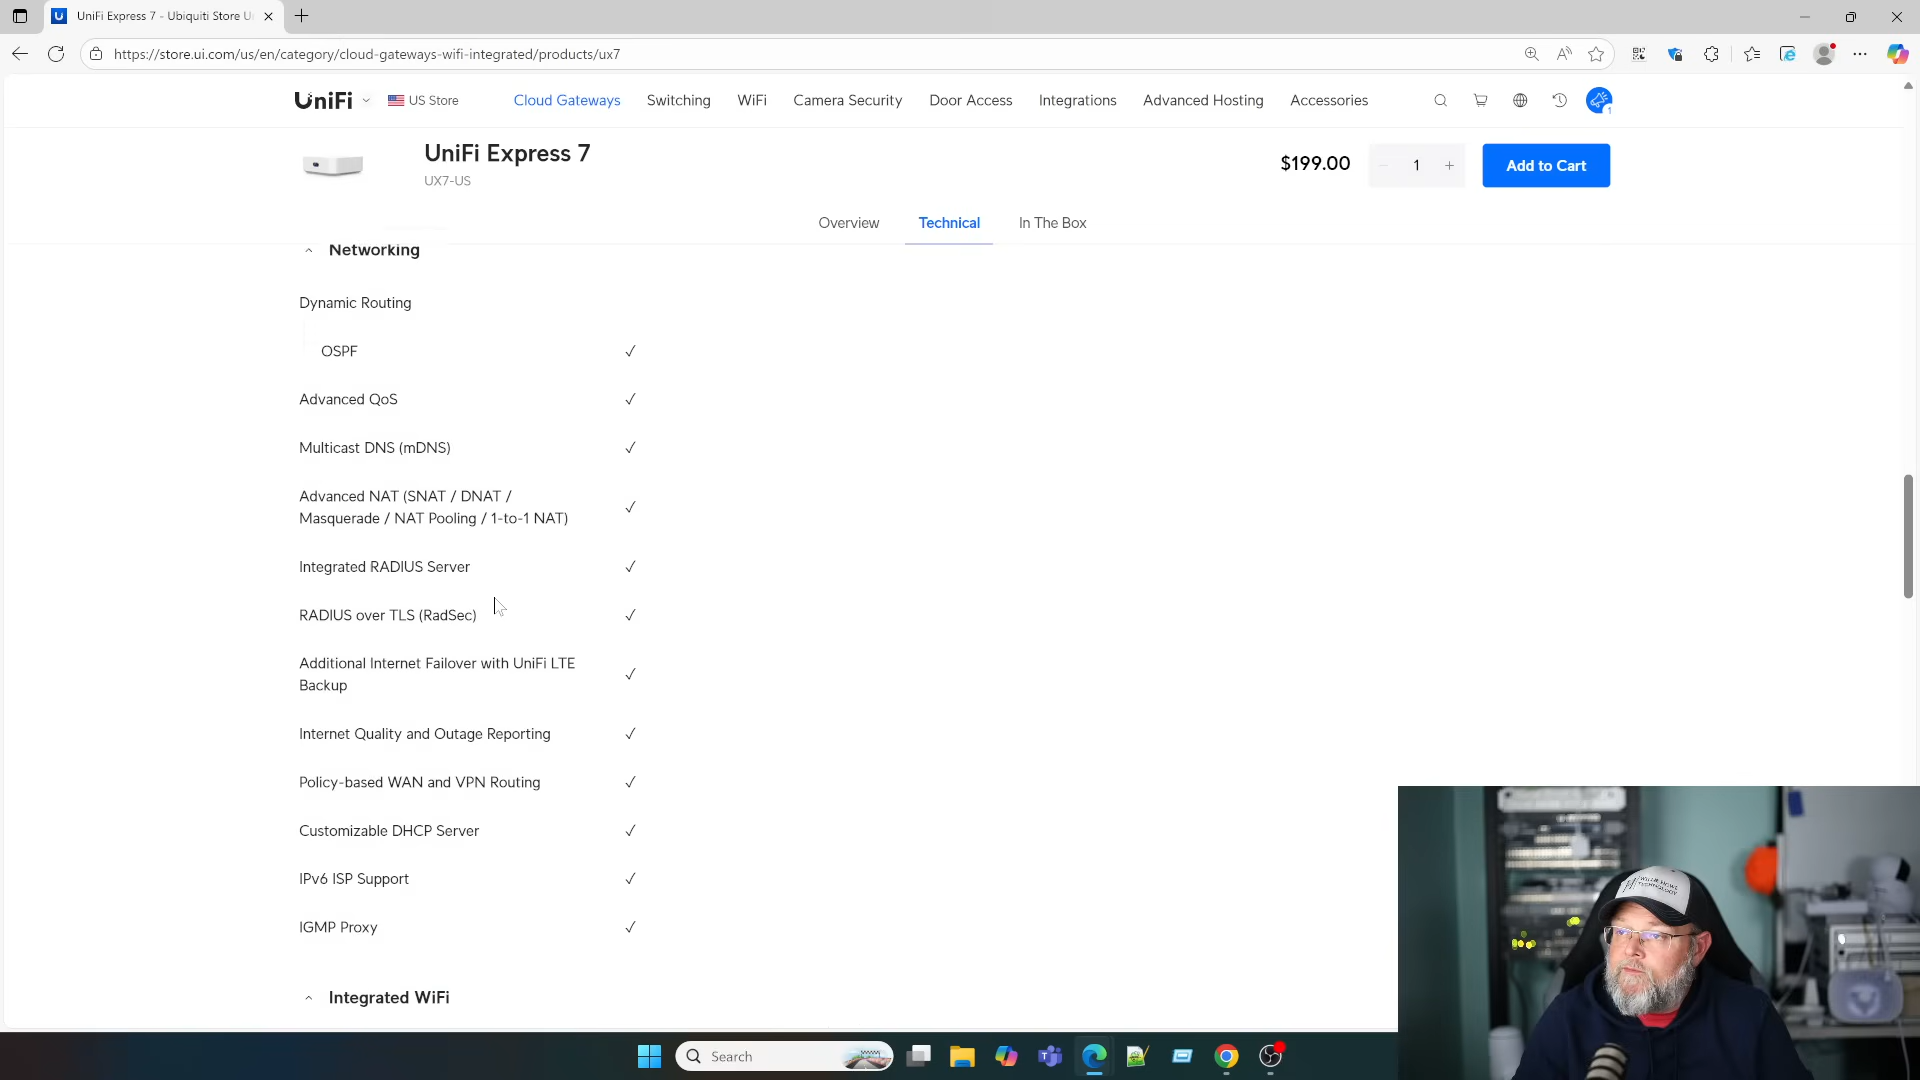 UniFi Express 7 - Ubiquiti Store U
https://store.ui.com/us/en/category/cloud-gateways-wifi-integrated/products/ux7
UniFi
US Store
Cloud Gateways
Switching
WiFi
Camera Security
Door Access
Integrations
Advanced Hosting
Accessories
1
UniFi Express 7
UX7-US
$199.00
− 1 +
Add to Cart
Overview
Technical
In The Box
Networking
Dynamic Routing
OSPF ✓
Advanced QoS ✓
Multicast DNS (mDNS) ✓
Advanced NAT (SNAT / DNAT /
Masquerade / NAT Pooling / 1-to-1 NAT) ✓
Integrated RADIUS Server ✓
RADIUS over TLS (RadSec) ✓
Additional Internet Failover with UniFi LTE
Backup ✓
Internet Quality and Outage Reporting ✓
Policy-based WAN and VPN Routing ✓
Customizable DHCP Server ✓
IPv6 ISP Support ✓
IGMP Proxy ✓
Integrated WiFi
WILLIE HOWE
TECHNOLOGY
Search